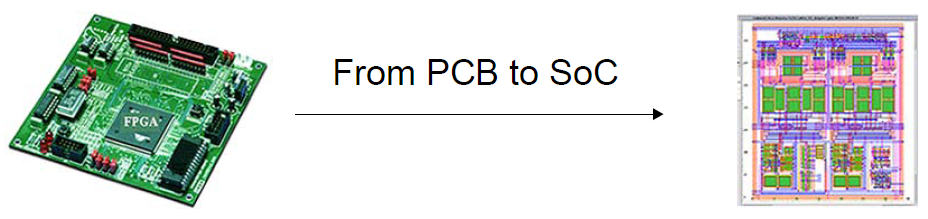 From PCB to SoC
FPGA